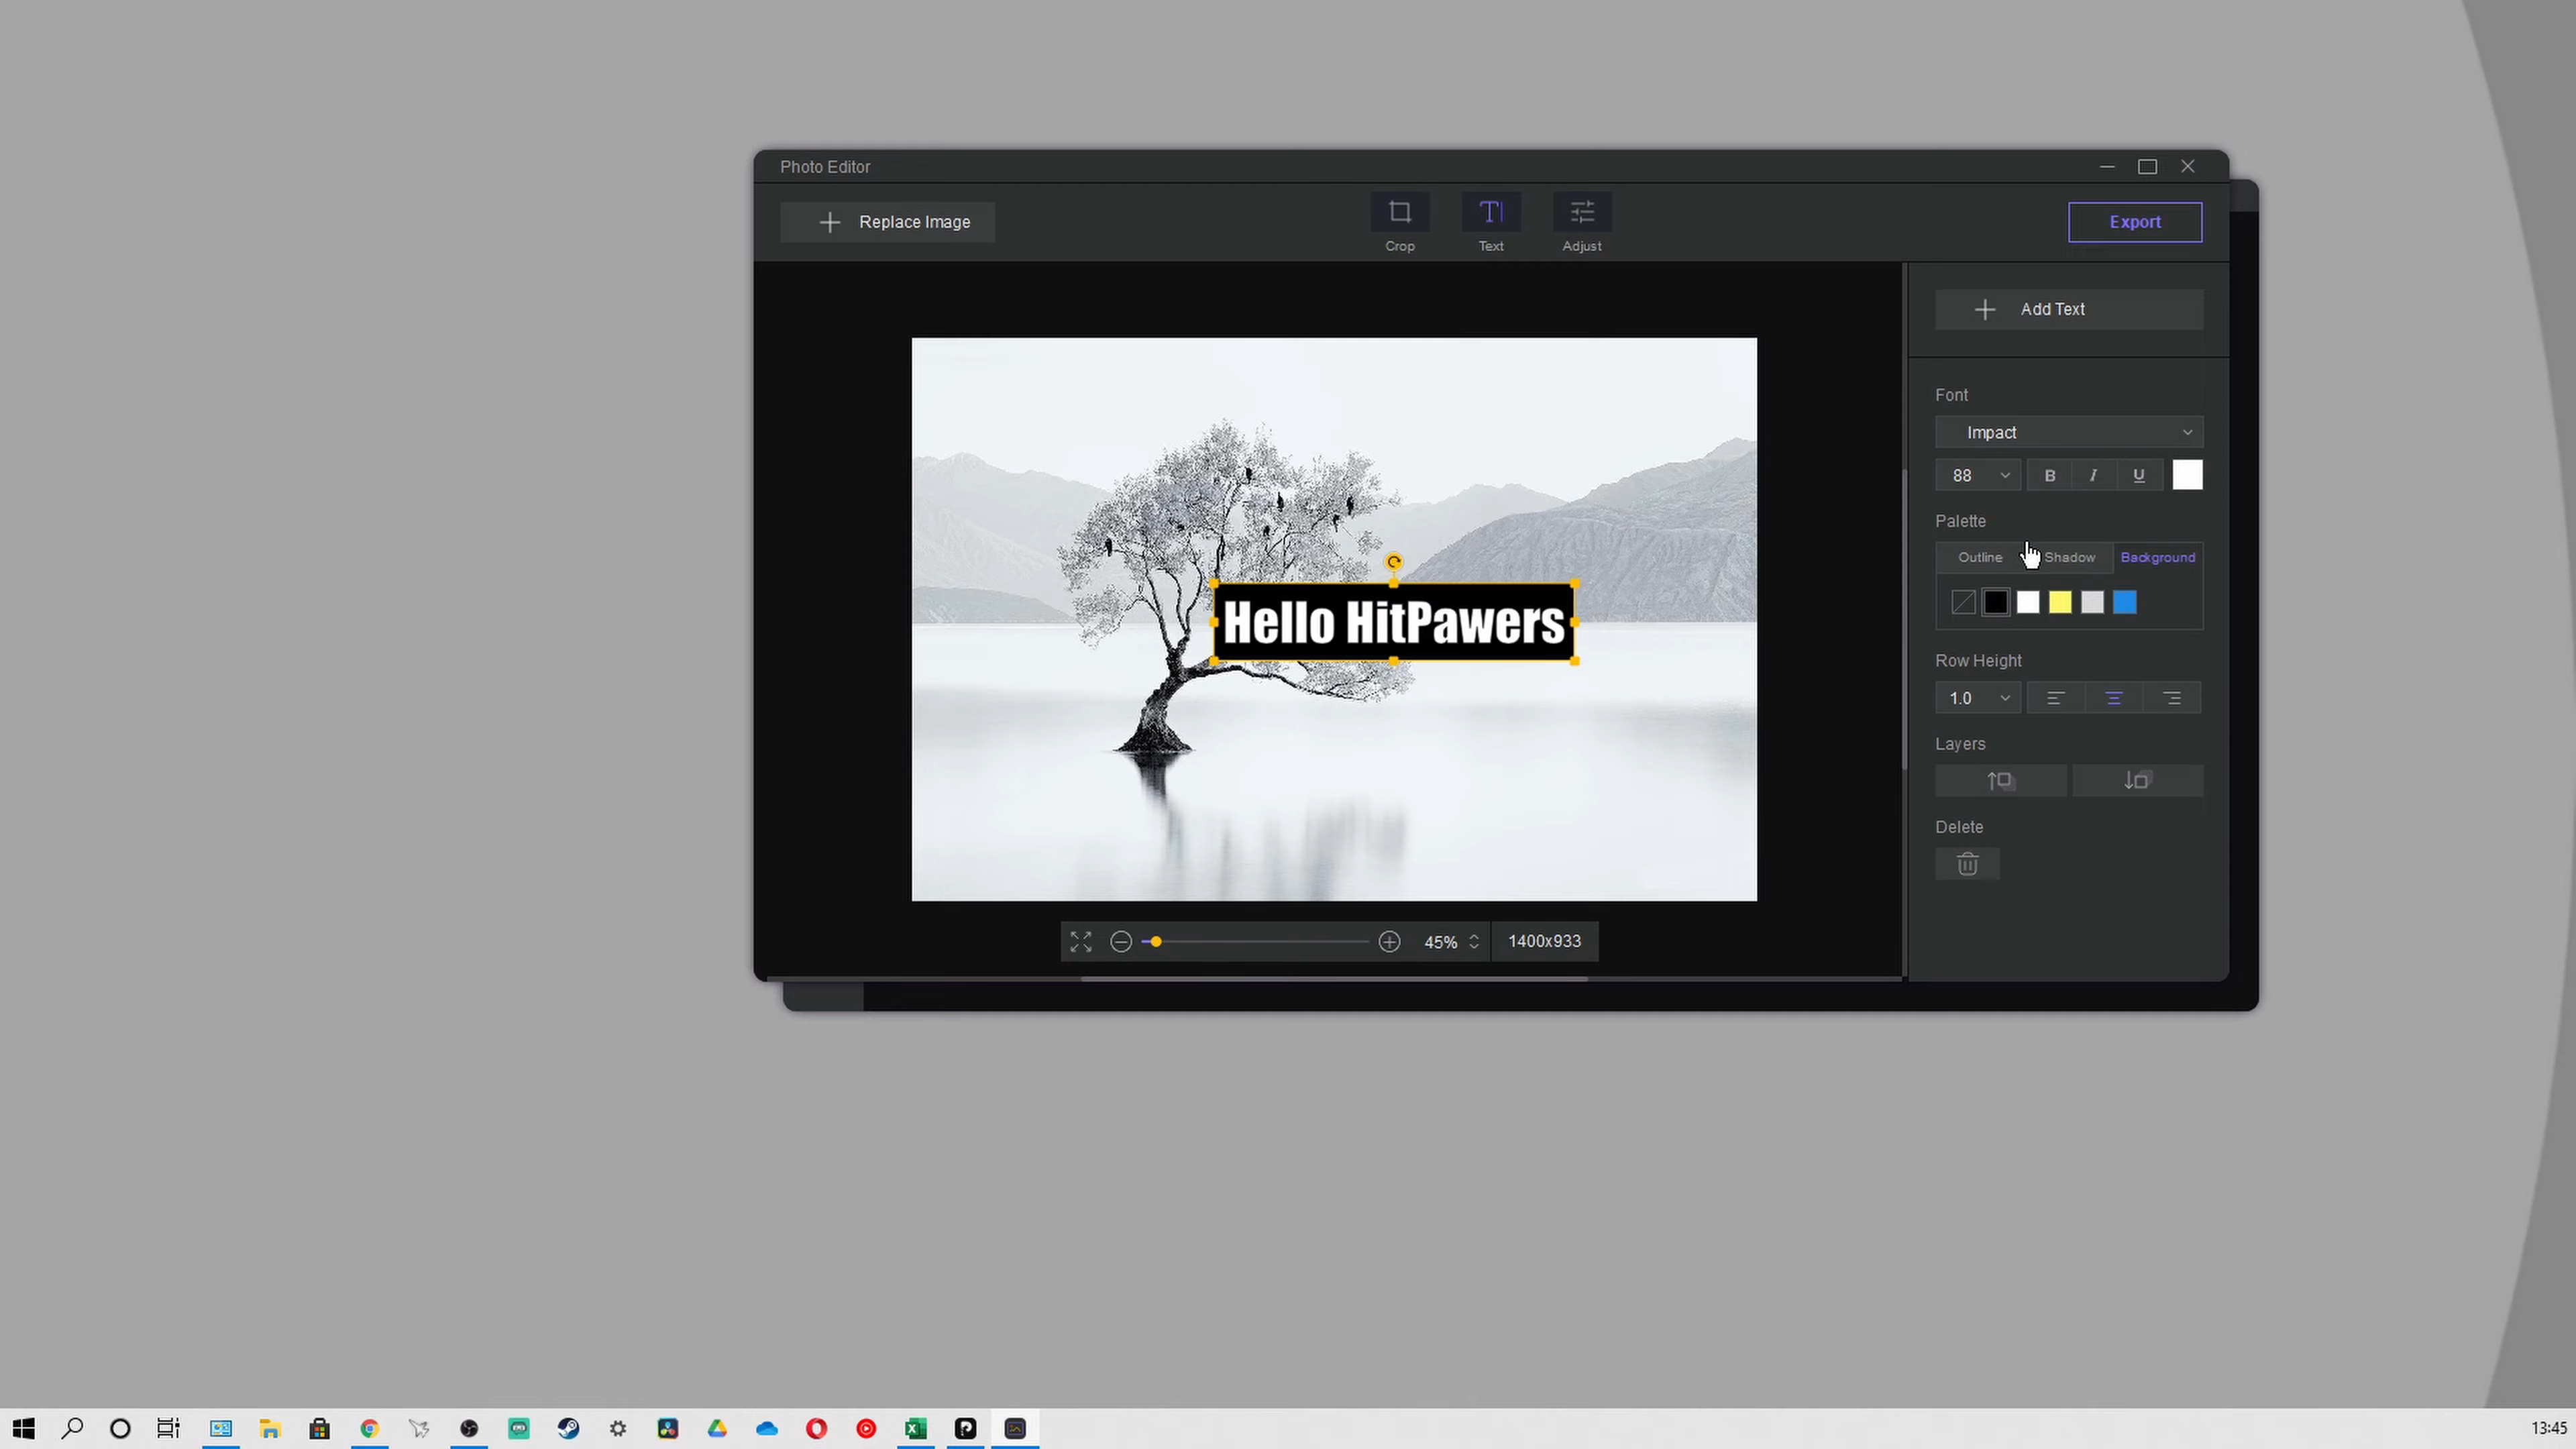 Photo Editor
Replace Image
Crop
Text
Adjust
Export
Add Text
Font
Impact
88
B I U
Palette
Outline
Shadow
Background
Hello HitPawers
Row Height
1.0
Layers
Delete
45%
1400x933
13:45